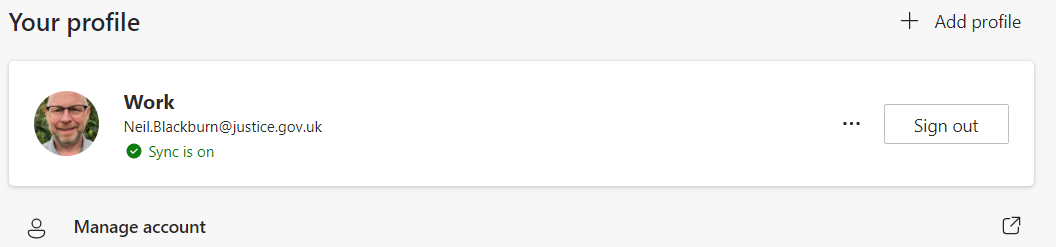 Your profile
Add profile
Work
Neil.Blackburn@justice.gov.uk
Sync is on
Sign out
Manage account